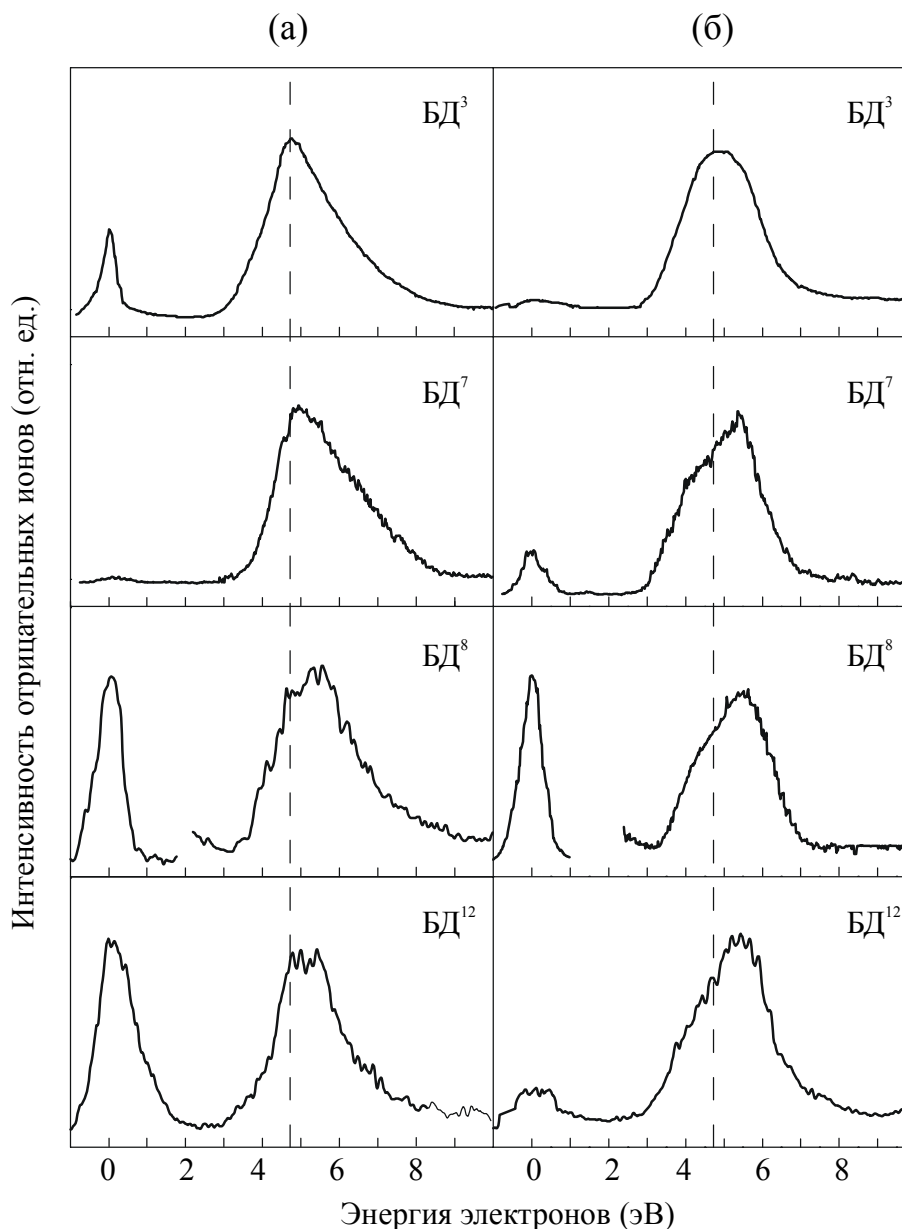 (а) (б)
БД³ БД³
БД⁷ БД⁷
БД⁸ БД⁸
БД¹² БД¹²
Интенсивность отрицательных ионов (отн. ед.)
0 2 4 6 8 0 2 4 6 8
Энергия электронов (эВ)